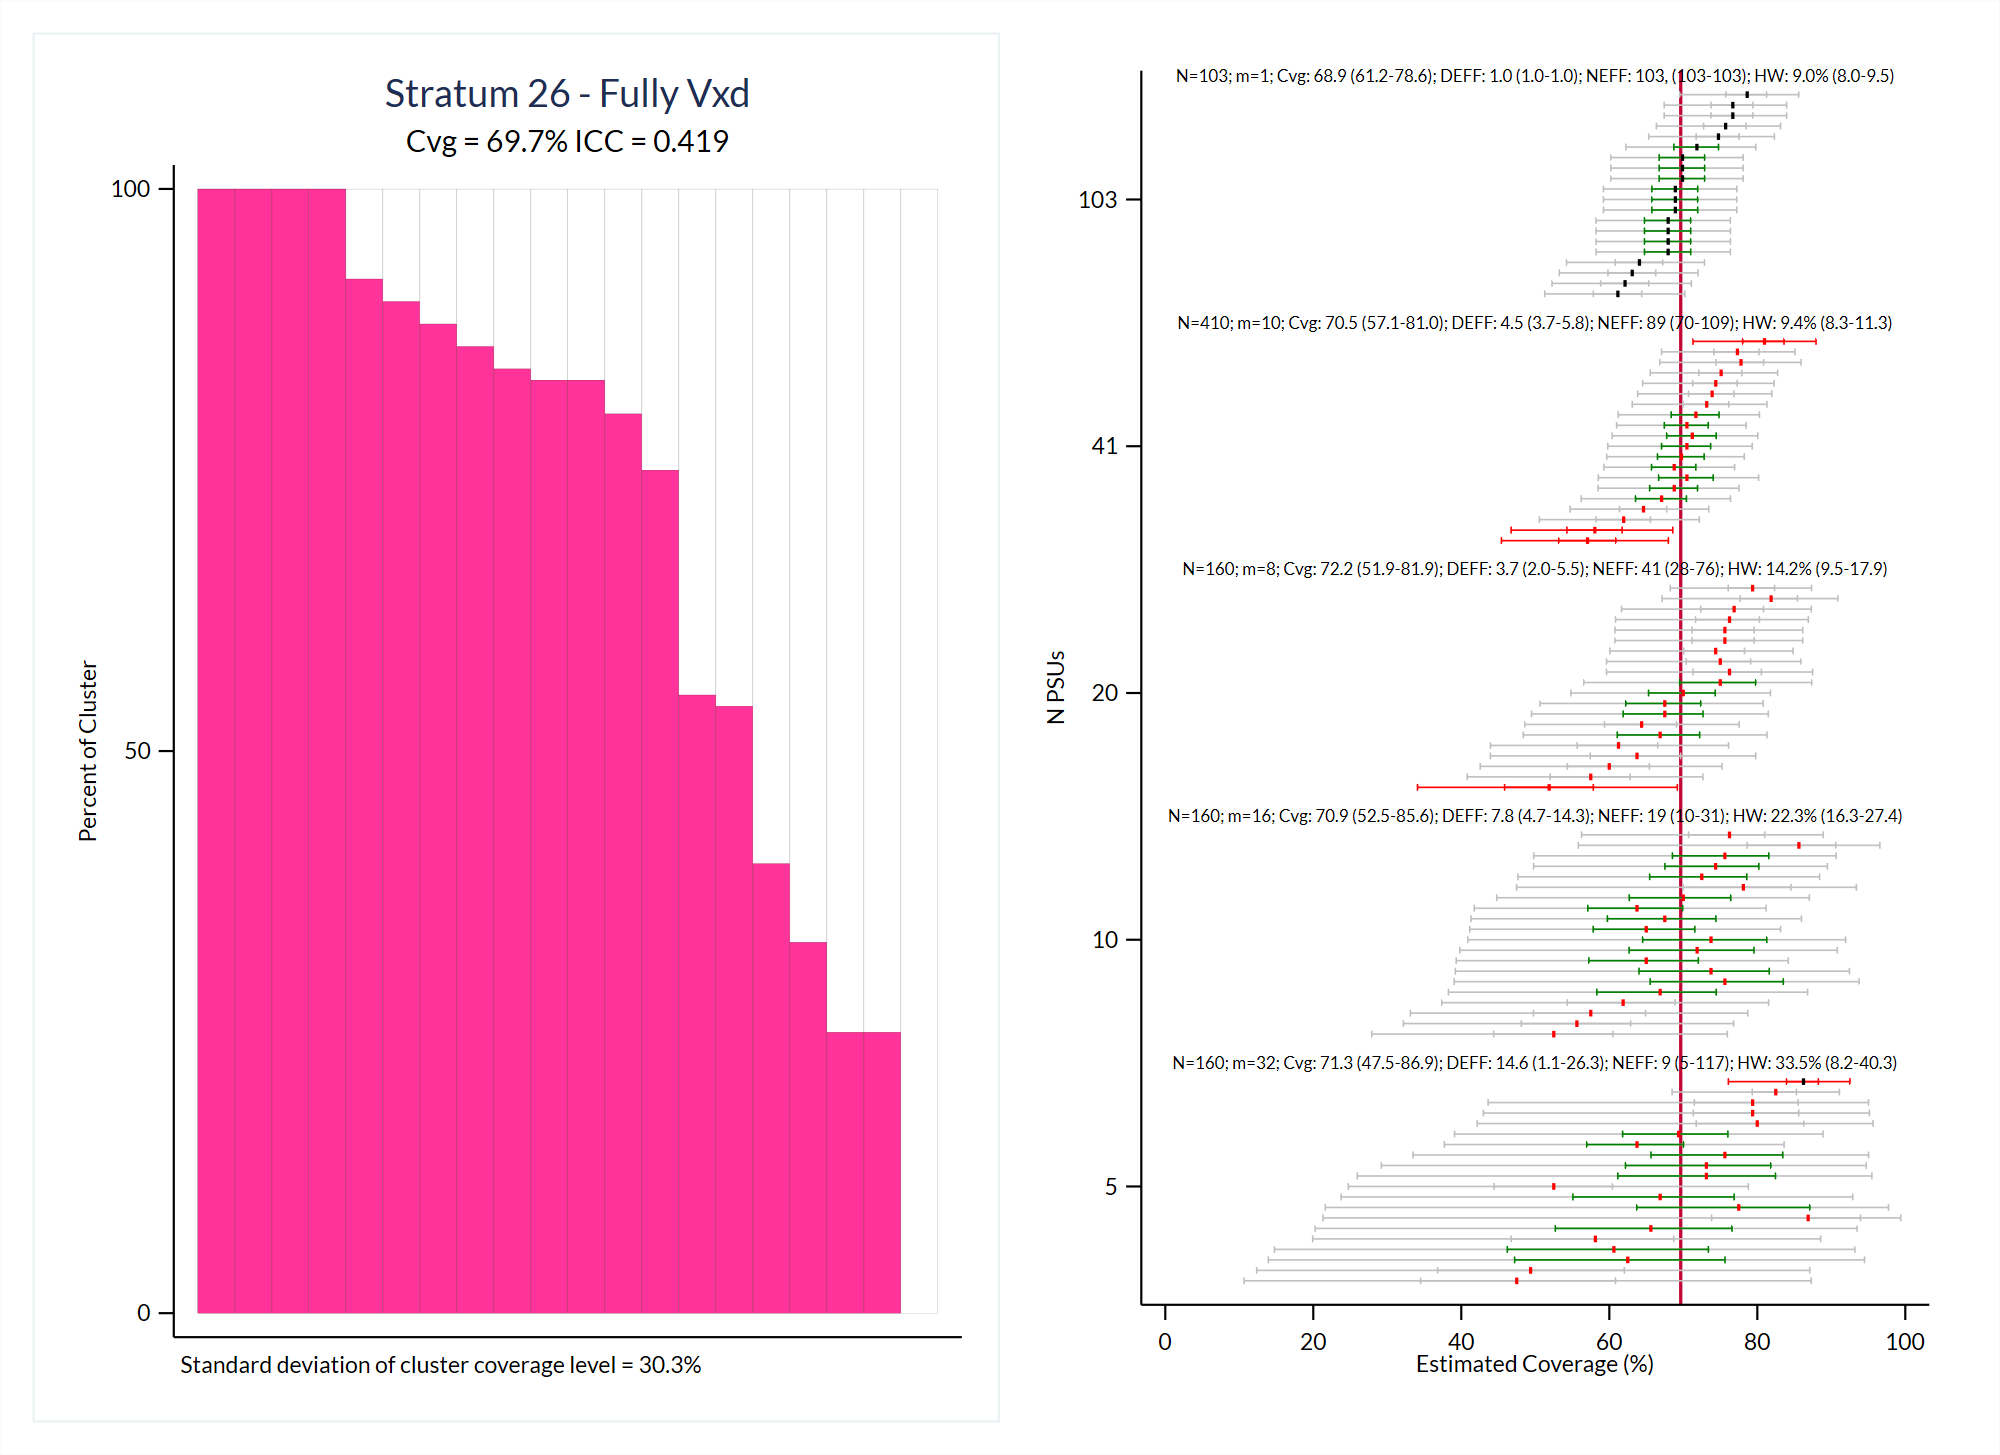 Stratum 26 - Fully Vxd
Cvg = 69.7% ICC = 0.419
100
50
0
Percent of Cluster
Standard deviation of cluster coverage level = 30.3%
N=103; m=1; Cvg: 68.9 (61.2-78.6); DEFF: 1.0 (1.0-1.0); NEFF: 103, (103-103); HW: 9.0% (8.0-9.5)
103
N=410; m=10; Cvg: 70.5 (57.1-81.0); DEFF: 4.5 (3.7-5.8); NEFF: 89 (70-109); HW: 9.4% (8.3-11.3)
41
N=160; m=8; Cvg: 72.2 (51.9-81.9); DEFF: 3.7 (2.0-5.5); NEFF: 41 (28-76); HW: 14.2% (9.5-17.9)
N PSUs
20
N=160; m=16; Cvg: 70.9 (52.5-85.6); DEFF: 7.8 (4.7-14.3); NEFF: 19 (10-31); HW: 22.3% (16.3-27.4)
10
N=160; m=32; Cvg: 71.3 (47.5-86.9); DEFF: 14.6 (1.1-26.3); NEFF: 9 (5-117); HW: 33.5% (8.2-40.3)
5
0 20 40 60 80 100
Estimated Coverage (%)